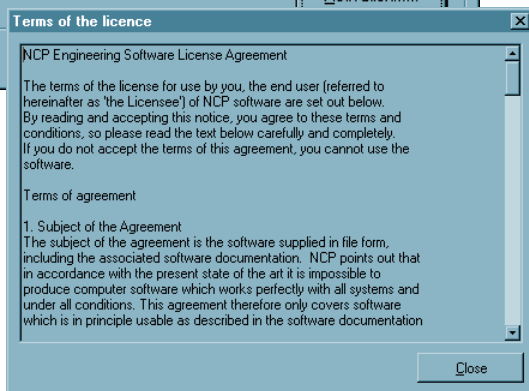 Terms of the licence
NCP Engineering Software License Agreement
The terms of the license for use by you, the end user (referred to
hereinafter as 'the Licensee') of NCP software are set out below.
By reading and accepting this notice, you agree to these terms and
conditions, so please read the text below carefully and completely.
If you do not accept the terms of this agreement, you cannot use the
software.
Terms of agreement
1. Subject of the Agreement
The subject of the agreement is the software supplied in file form,
including the associated software documentation.  NCP points out that
in accordance with the present state of the art it is impossible to
produce computer software which works perfectly with all systems and
under all conditions. This agreement therefore only covers software
which is in principle usable as described in the software documentation
Close